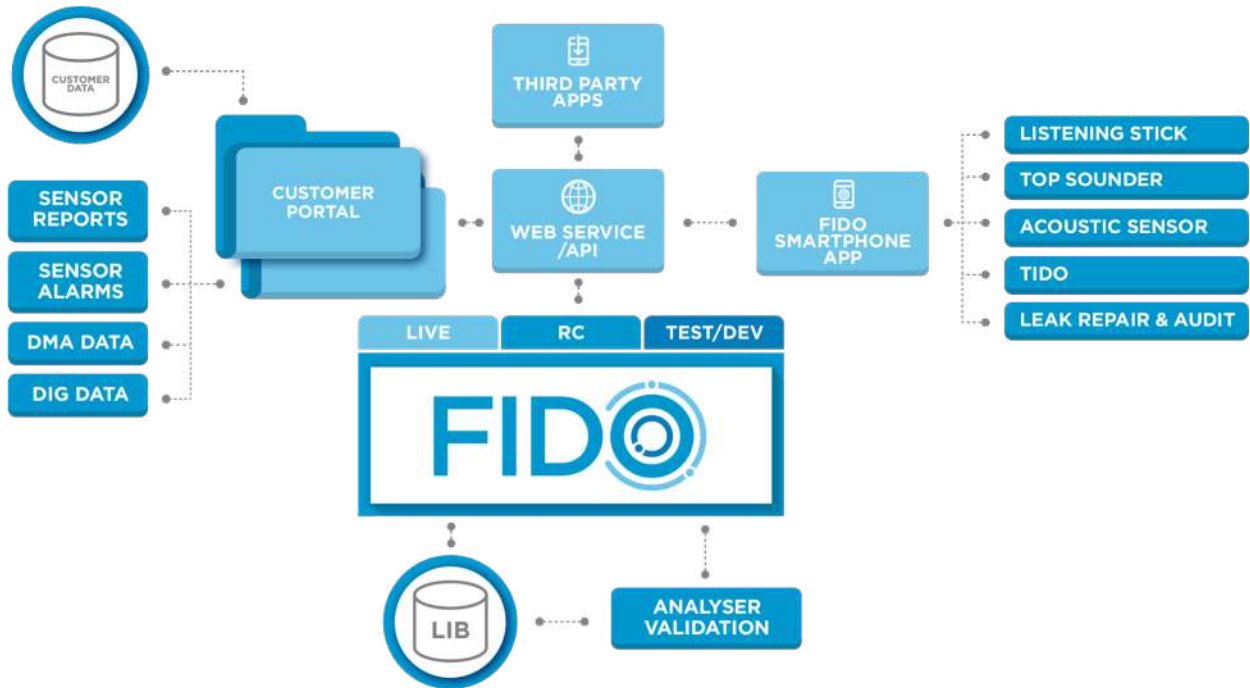 CUSTOMER
DATA
THIRD PARTY
APPS
SENSOR
REPORTS
SENSOR
ALARMS
DMA DATA
DIG DATA
CUSTOMER
PORTAL
WEB SERVICE
/API
FIDO
SMARTPHONE
APP
LISTENING STICK
TOP SOUNDER
ACOUSTIC SENSOR
TIDO
LEAK REPAIR & AUDIT
LIVE
RC
TEST/DEV
FIDO
LIB
ANALYSER
VALIDATION